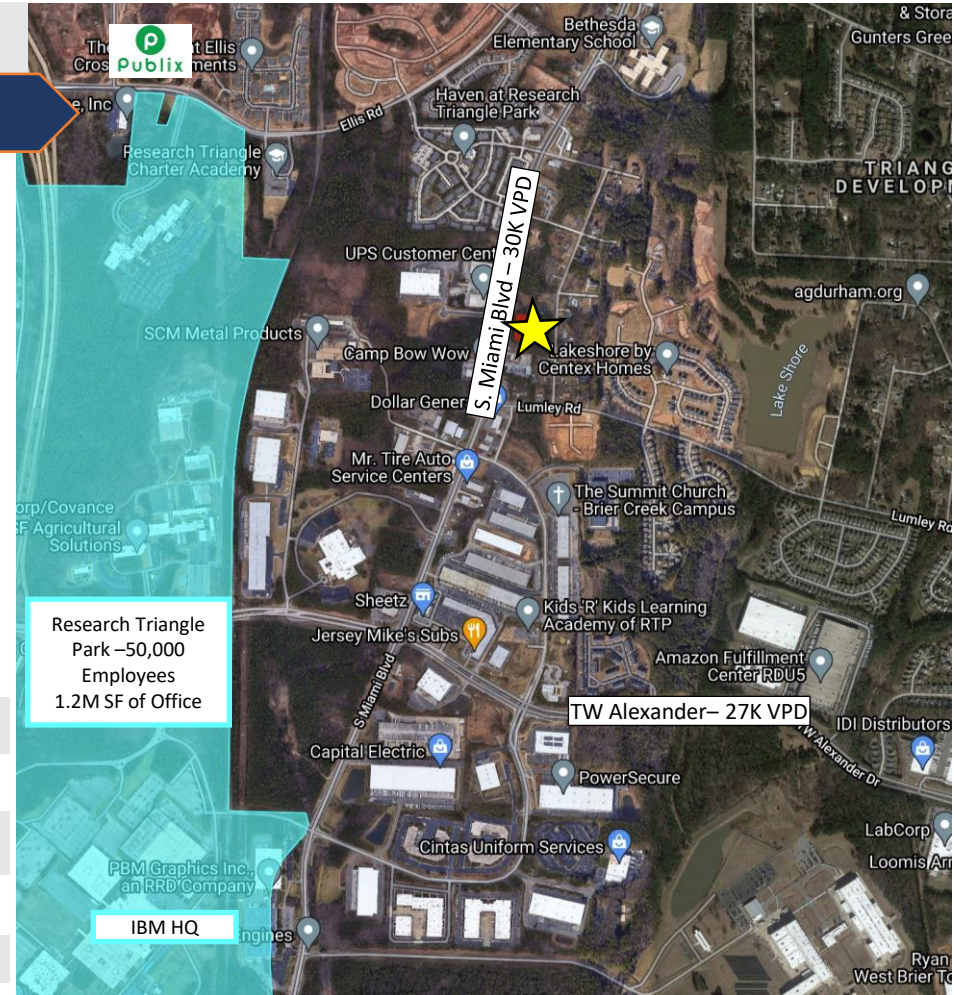 Bethesda
Elementary School
& Stora
Gunters Gree
Publix
The
t Ellis
Cros
ments
e, Inc
Haven at Research
Triangle Park
Ellis Rd
Research Triangle
Charter Academy
TRIANG
DEVELOP
S. Miami Blvd – 30K VPD
UPS Customer Cent
agdurham.org
SCM Metal Products
Camp Bow Wow
Lakeshore by
Centex Homes
Lake Shore
Dollar Genera
Lumley Rd
Mr. Tire Auto
Service Centers
The Summit Church
- Brier Creek Campus
orp/Covance
SF Agricultural
Solutions
Lumley Rd
Sheetz
Kids 'R' Kids Learning
Academy of RTP
Jersey Mike's Subs
Research Triangle
Park –50,000
Employees
1.2M SF of Office
Amazon Fulfillment
Center RDU5
S Miami Blvd
TW Alexander– 27K VPD
IDI Distributors
TW Alexander Dr
Capital Electric
PowerSecure
Cintas Uniform Services
LabCorp
Loomis Ar
PBM Graphics Inc.,
an RRD Company
IBM HQ
Engines
Ryan
West Brier To